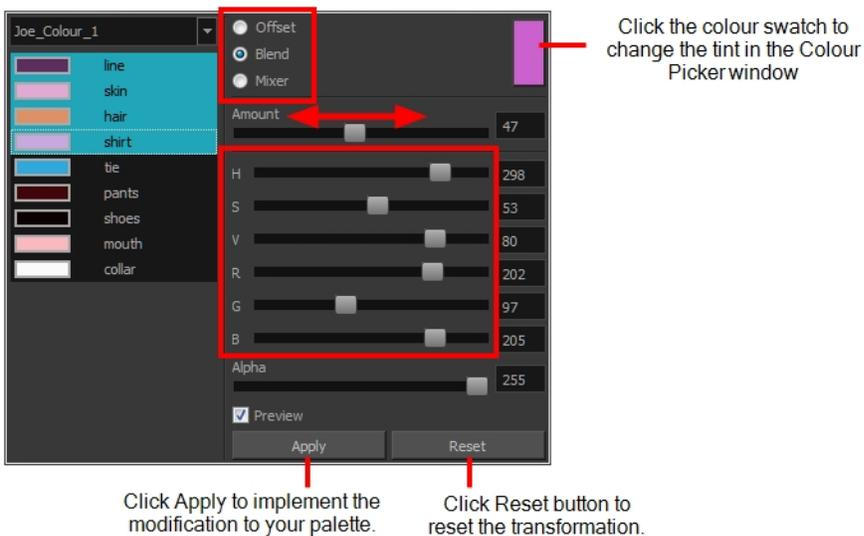 Joe_Colour_1
line
skin
hair
shirt
tie
pants
shoes
mouth
collar
Offset
Blend
Mixer
Amount
47
H
298
S
53
V
80
R
202
G
97
B
205
Alpha
255
Preview
Apply
Reset
Click the colour swatch to
change the tint in the Colour
Picker window
Click Apply to implement the
modification to your palette.
Click Reset button to
reset the transformation.